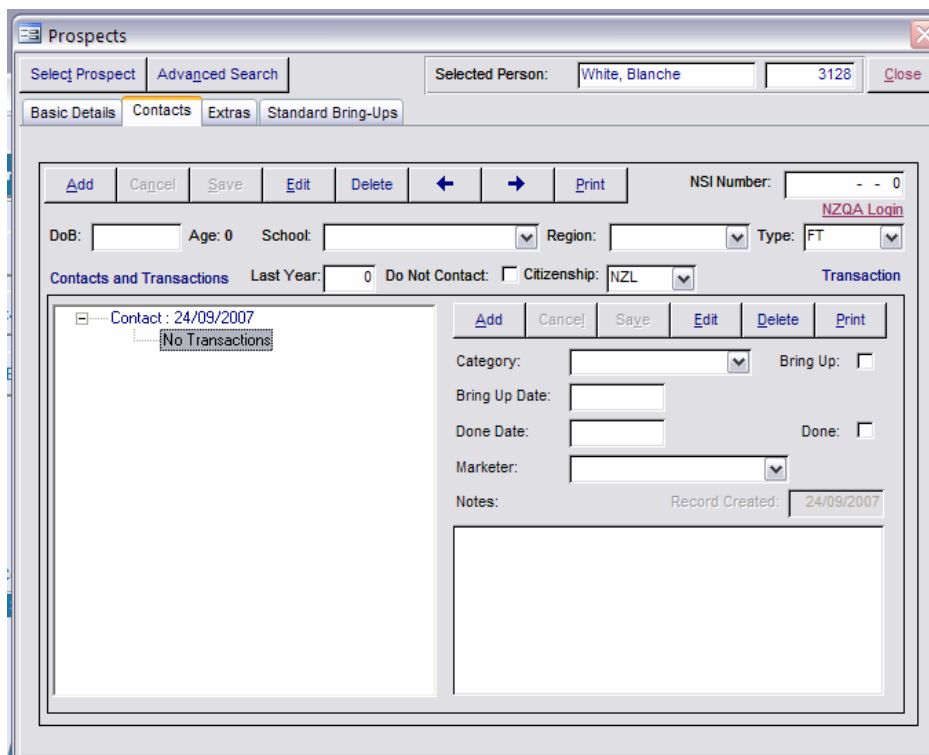 Prospects
Select Prospect Advanced Search Selected Person: White, Blanche 3128 Close
Basic Details Contacts Extras Standard Bring-Ups
Add Cancel Save Edit Delete Print NSI Number: - - 0
NZQA Login
DoB: Age: 0 School: Region: Type: FT
Contacts and Transactions Last Year: 0 Do Not Contact: Citizenship: NZL Transaction
Contact : 24/09/2007
No Transactions
Add Cancel Save Edit Delete Print
Category: Bring Up:
Bring Up Date:
Done Date: Done:
Marketer:
Notes: Record Created: 24/09/2007